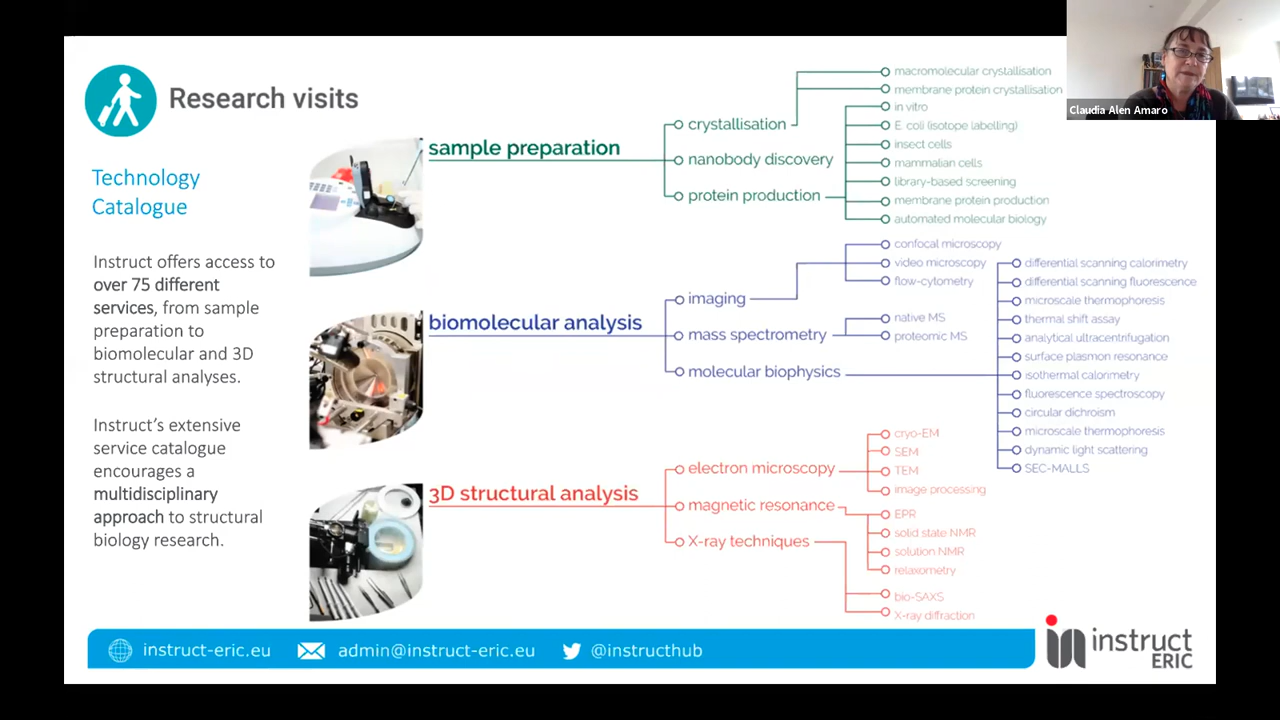 Research visits
Technology
Catalogue
Instruct offers access to
over 75 different
services, from sample
preparation to
biomolecular and 3D
structural analyses.
Instruct's extensive
service catalogue
encourages a
multidisciplinary
approach to structural
biology research.
sample preparation
crystallisation
nanobody discovery
protein production
macromolecular crystallisation
membrane protein crystallisation
in vitro
E. coli (isotope labelling)
insect cells
mammalian cells
library-based screening
membrane protein production
automated molecular biology
biomolecular analysis
imaging
mass spectrometry
molecular biophysics
confocal microscopy
video microscopy
flow-cytometry
native MS
proteomic MS
differential scanning calorimetry
differential scanning fluorescence
microscale thermophoresis
thermal shift assay
analytical ultracentrifugation
surface plasmon resonance
isothermal calorimetry
fluorescence spectroscopy
circular dichroism
microscale thermophoresis
dynamic light scattering
SEC-MALLS
3D structural analysis
electron microscopy
magnetic resonance
X-ray techniques
cryo-EM
SEM
TEM
image processing
EPR
solid state NMR
solution NMR
relaxometry
bio-SAXS
X-ray diffraction
instruct-eric.eu
admin@instruct-eric.eu
@instructhub
in instruct
ERIC
Claudia Alen Amaro